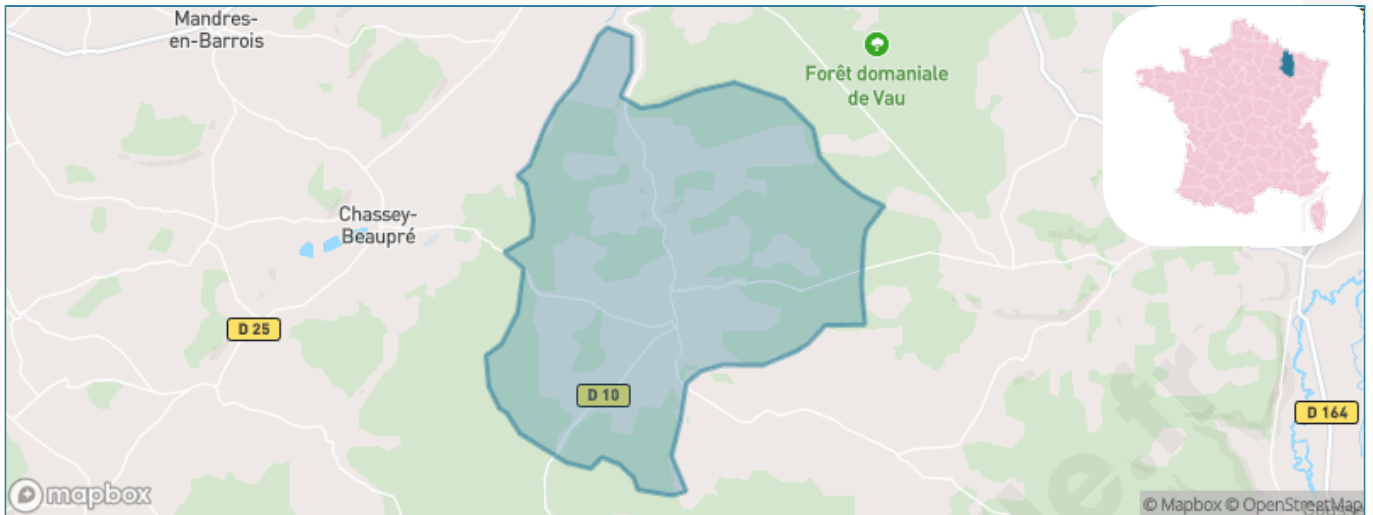 Mandres-
en-Barrois
Forêt domaniale
de Vau
Chassey-
Beaupré
D 25
D 10
D 164
mapbox
© Mapbox © OpenStreetMap